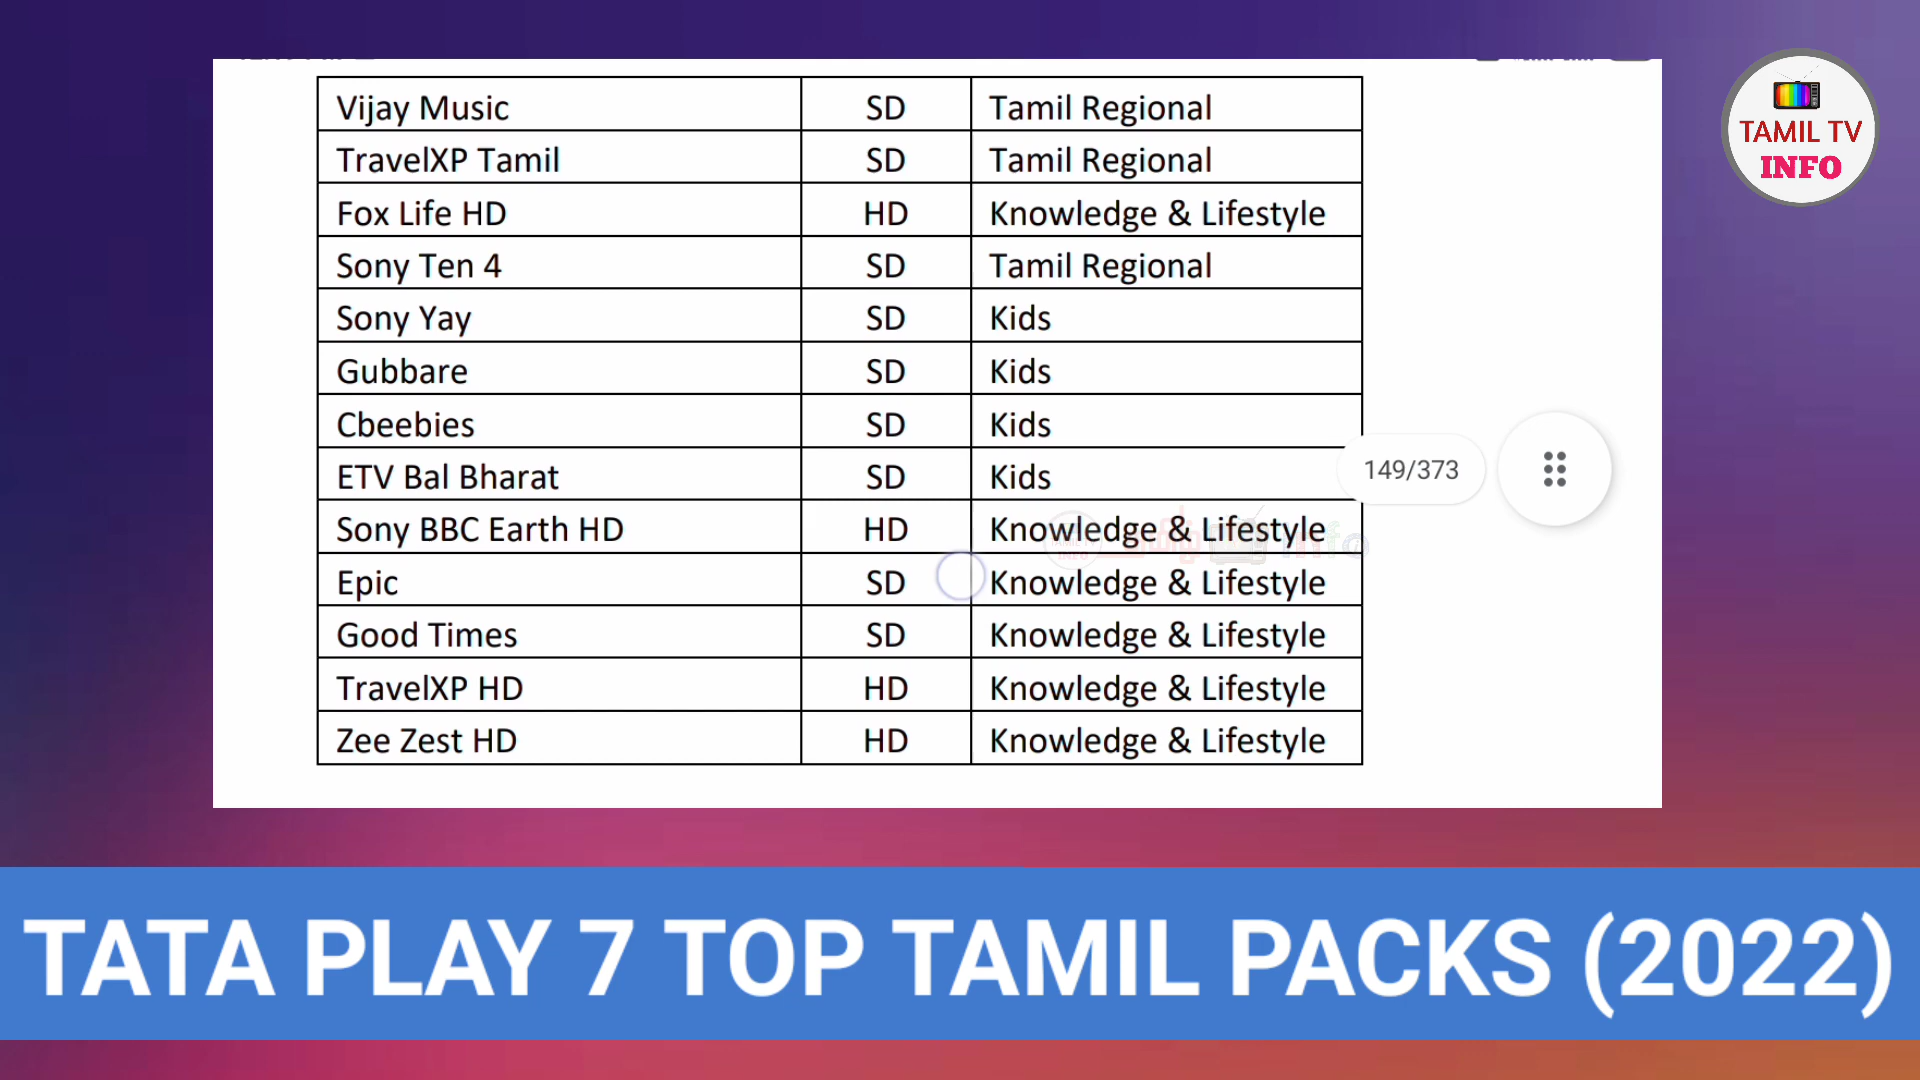 Vijay Music SD Tamil Regional
TravelXP Tamil SD Tamil Regional
Fox Life HD HD Knowledge & Lifestyle
Sony Ten 4 SD Tamil Regional
Sony Yay SD Kids
Gubbare SD Kids
Cbeebies SD Kids
ETV Bal Bharat SD Kids
Sony BBC Earth HD HD Knowledge & Lifestyle
Epic SD Knowledge & Lifestyle
Good Times SD Knowledge & Lifestyle
TravelXP HD HD Knowledge & Lifestyle
Zee Zest HD HD Knowledge & Lifestyle
149/373
TAMIL TV
INFO
TATA PLAY 7 TOP TAMIL PACKS (2022)